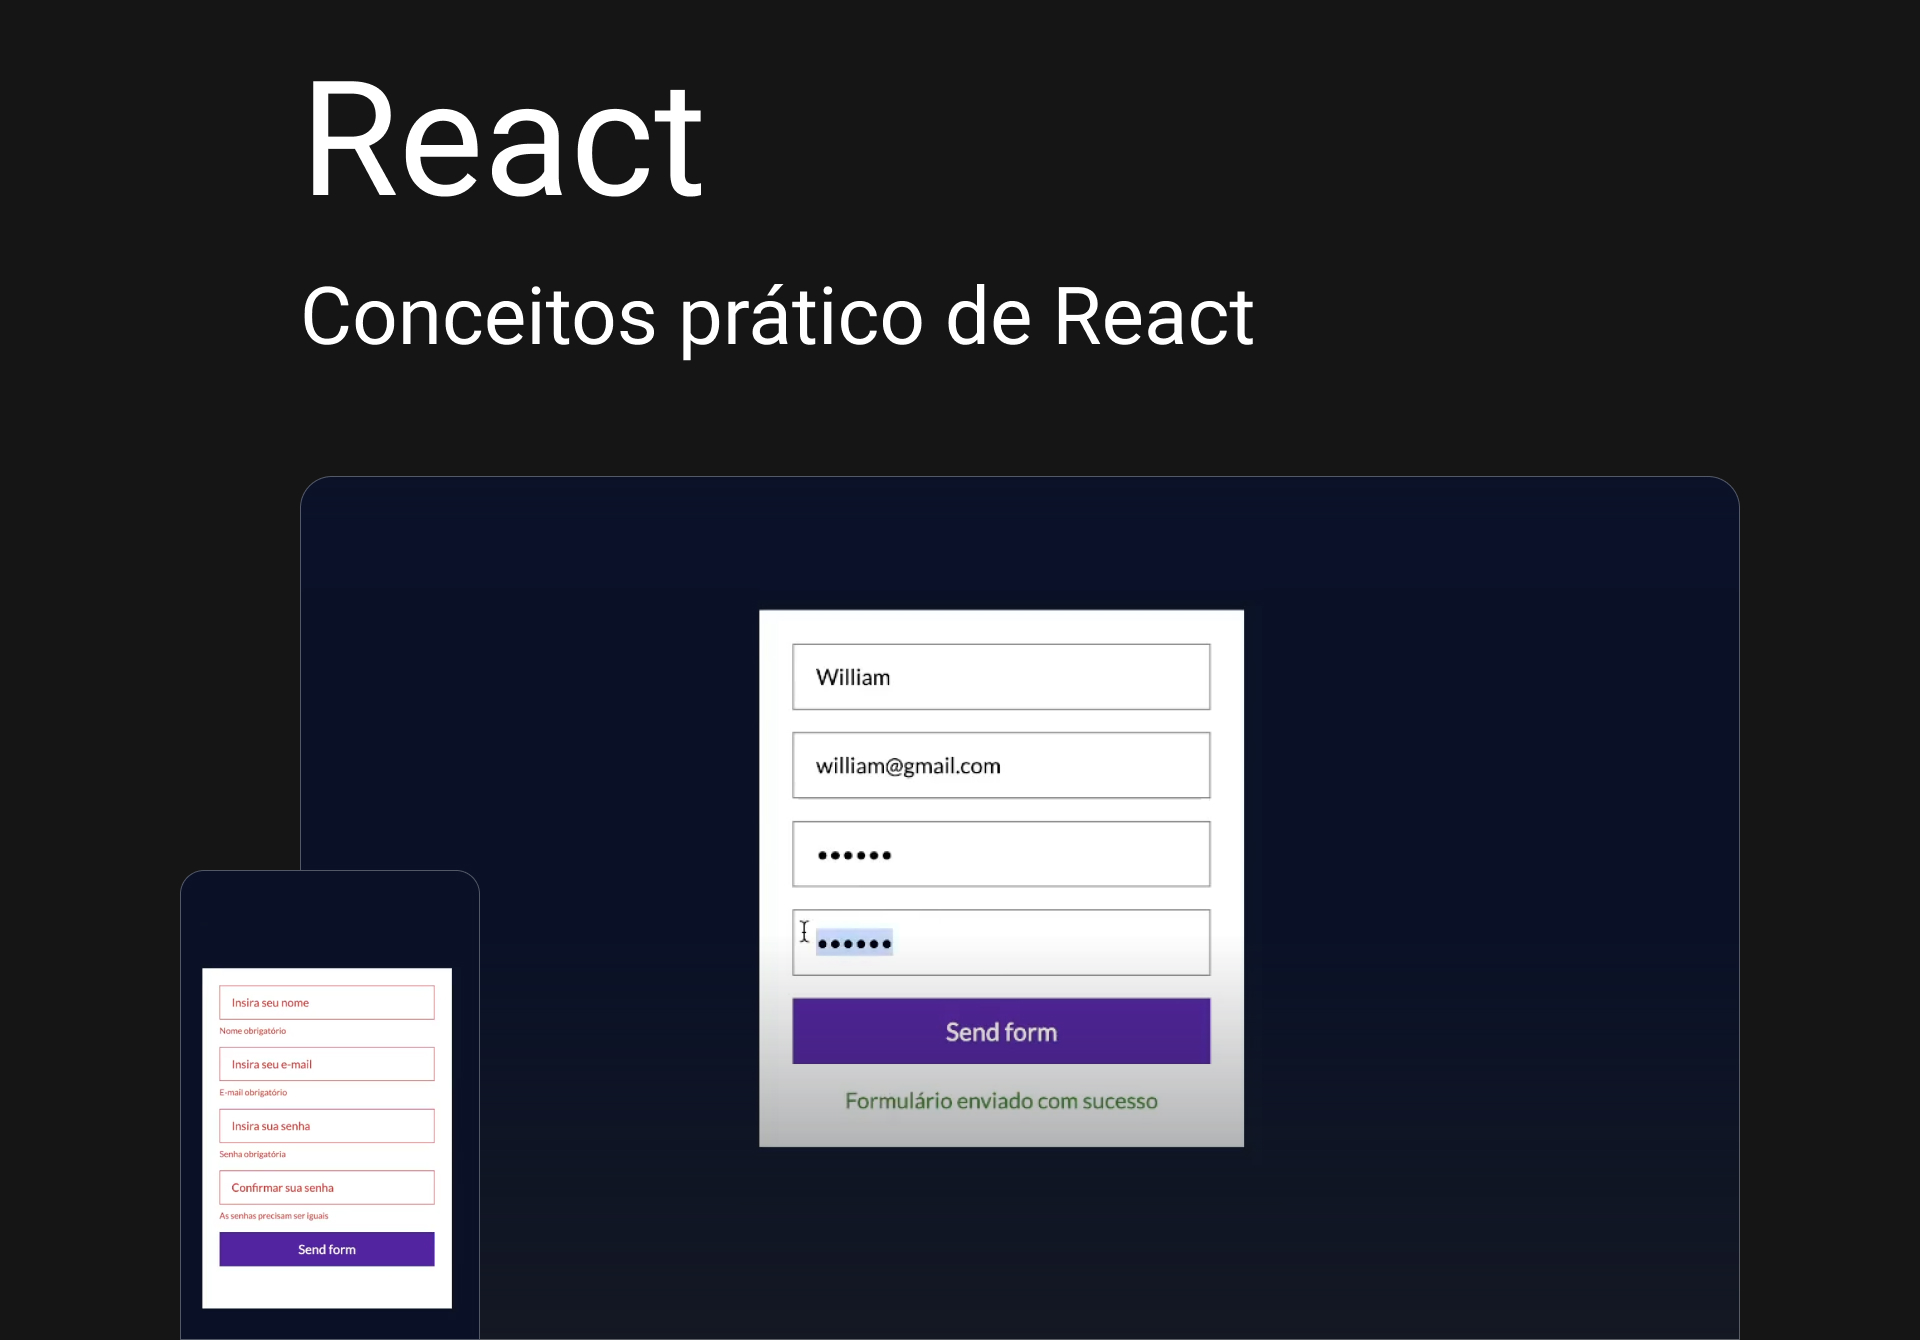 React
Conceitos prático de React
William
william@gmail.com
••••••
••••••
Send form
Formulário enviado com sucesso
Insira seu nome
Nome obrigatório
Insira seu e-mail
E-mail obrigatório
Insira sua senha
Senha obrigatória
Confirmar sua senha
As senhas precisam ser iguais
Send form